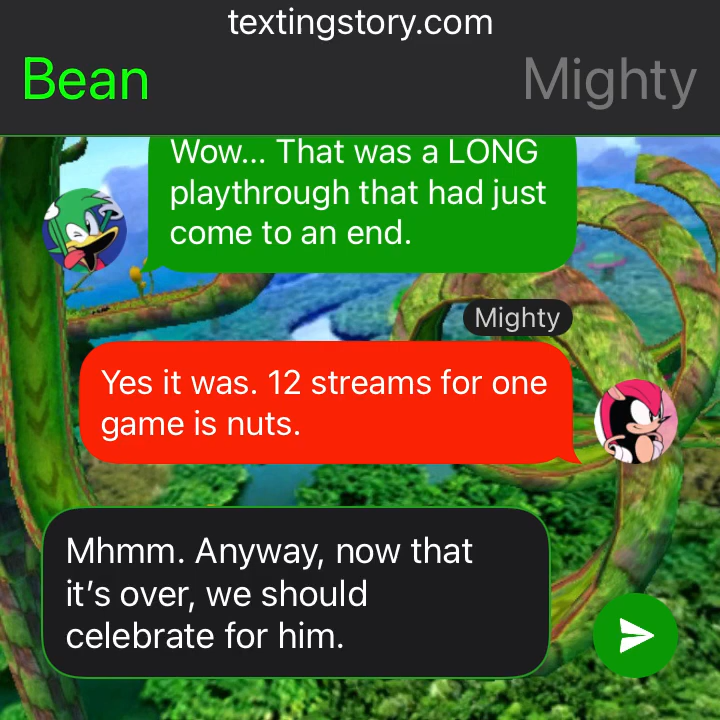 textingstory.com
Bean
Mighty
Wow... That was a LONG
playthrough that had just
come to an end.
Mighty
Yes it was. 12 streams for one
game is nuts.
Mhmm. Anyway, now that
it’s over, we should
celebrate for him.